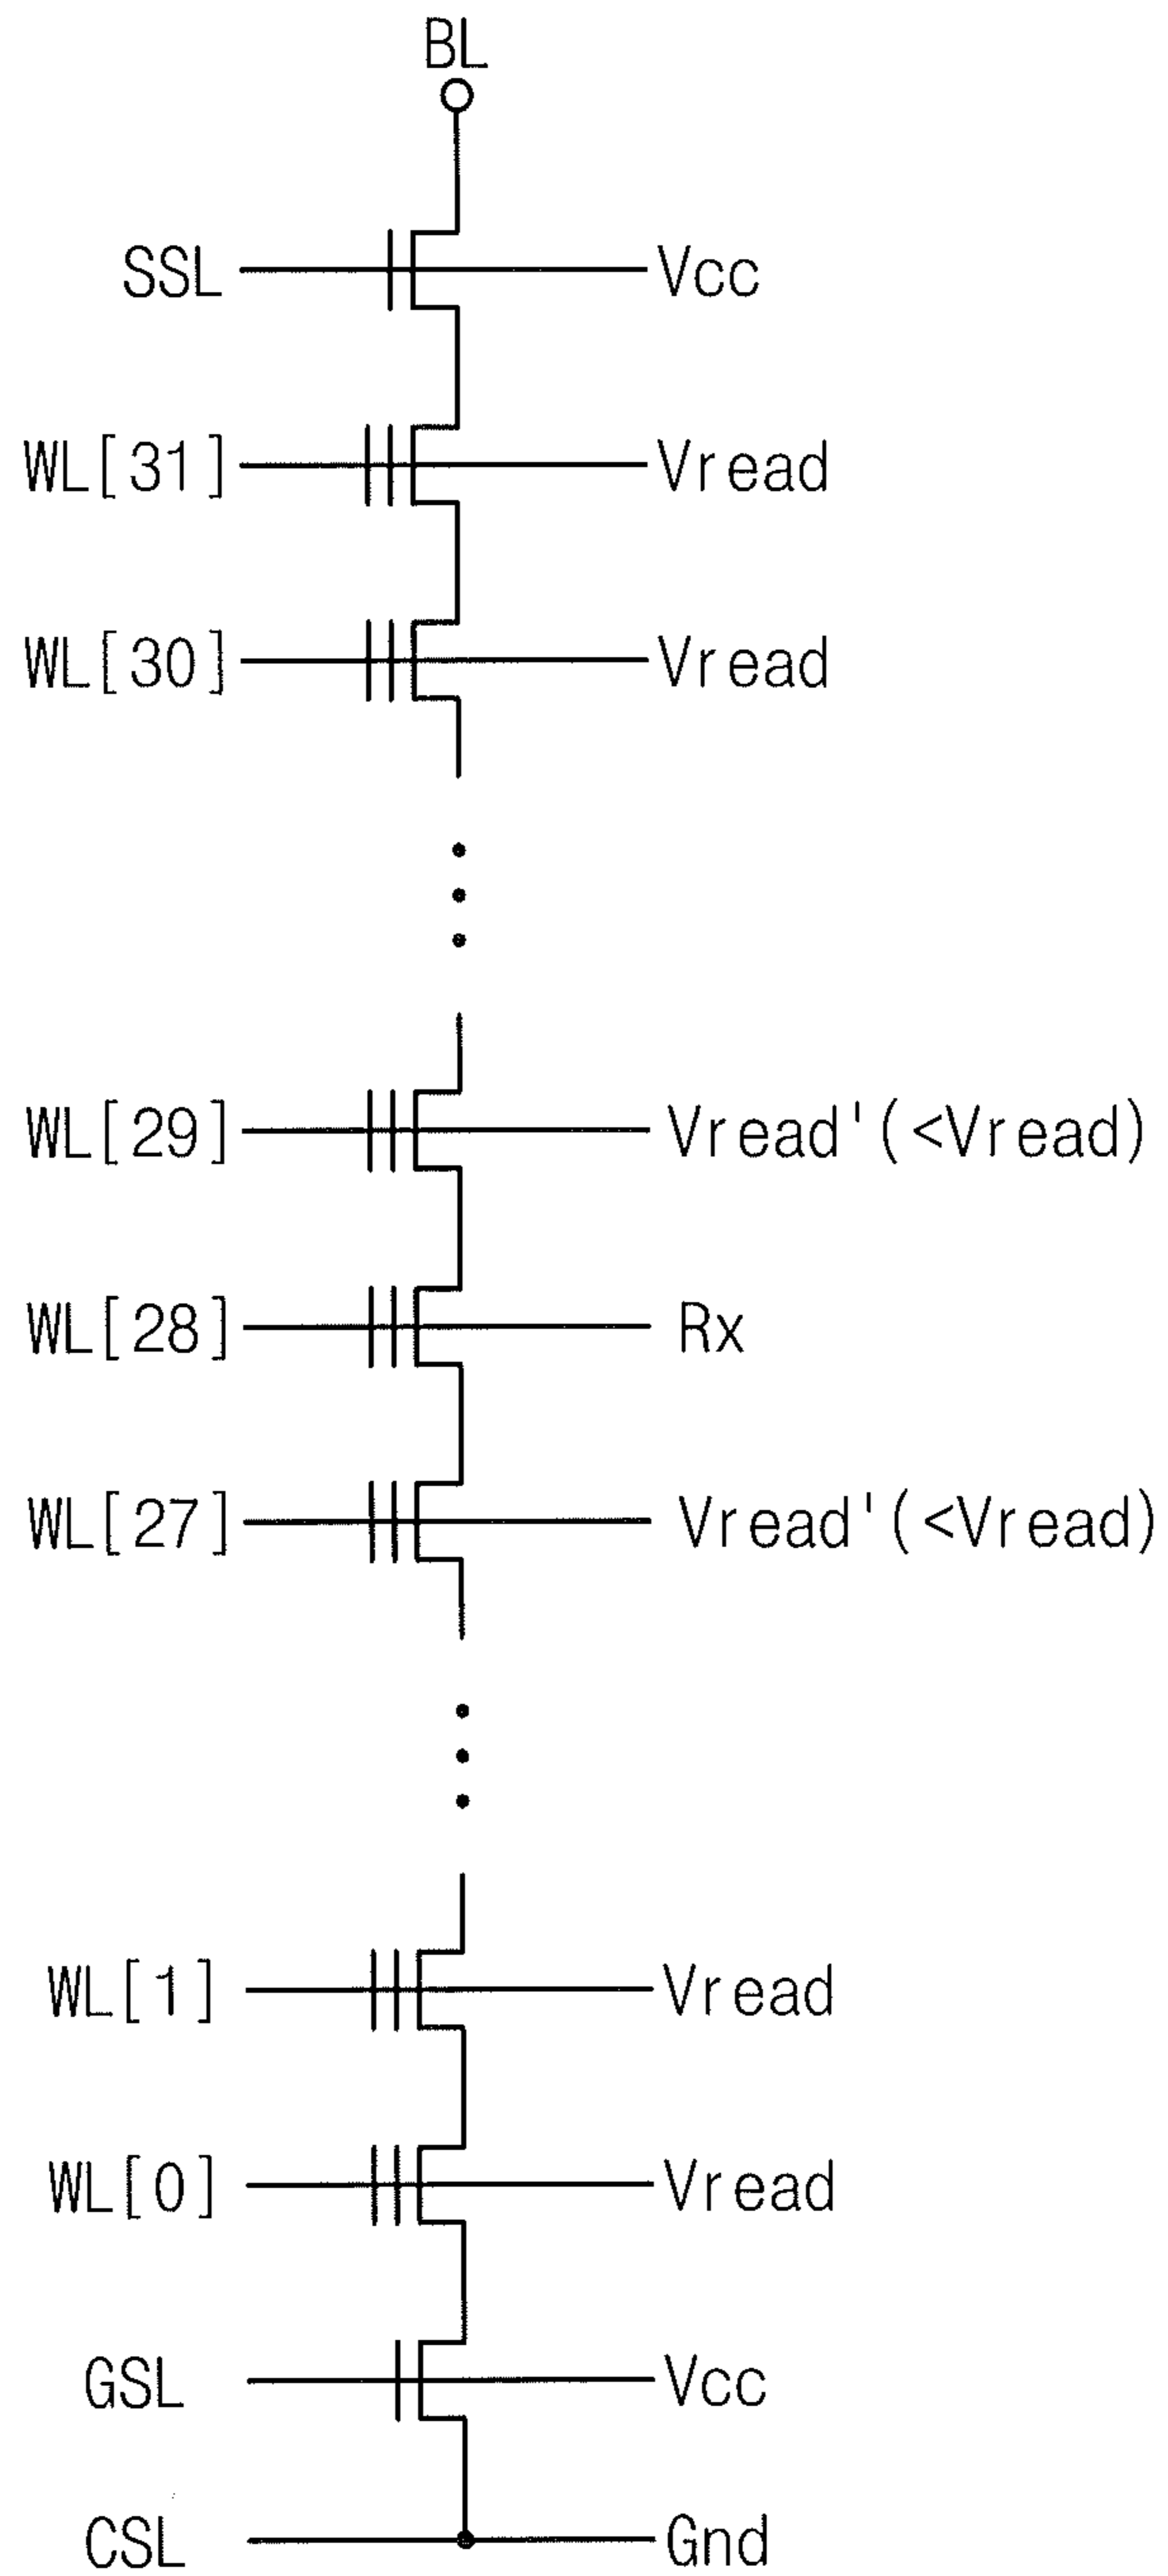 BL
SSL Vcc
WL[31] Vread
WL[30] Vread
WL[29] Vread'(<Vread)
WL[28] Rx
WL[27] Vread'(<Vread)
WL[1] Vread
WL[0] Vread
GSL Vcc
CSL Gnd